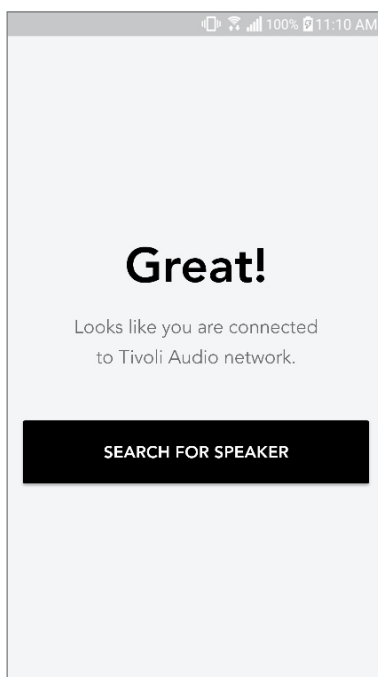 100% 11:10 AM
Great!
Looks like you are connected
to Tivoli Audio network.
SEARCH FOR SPEAKER